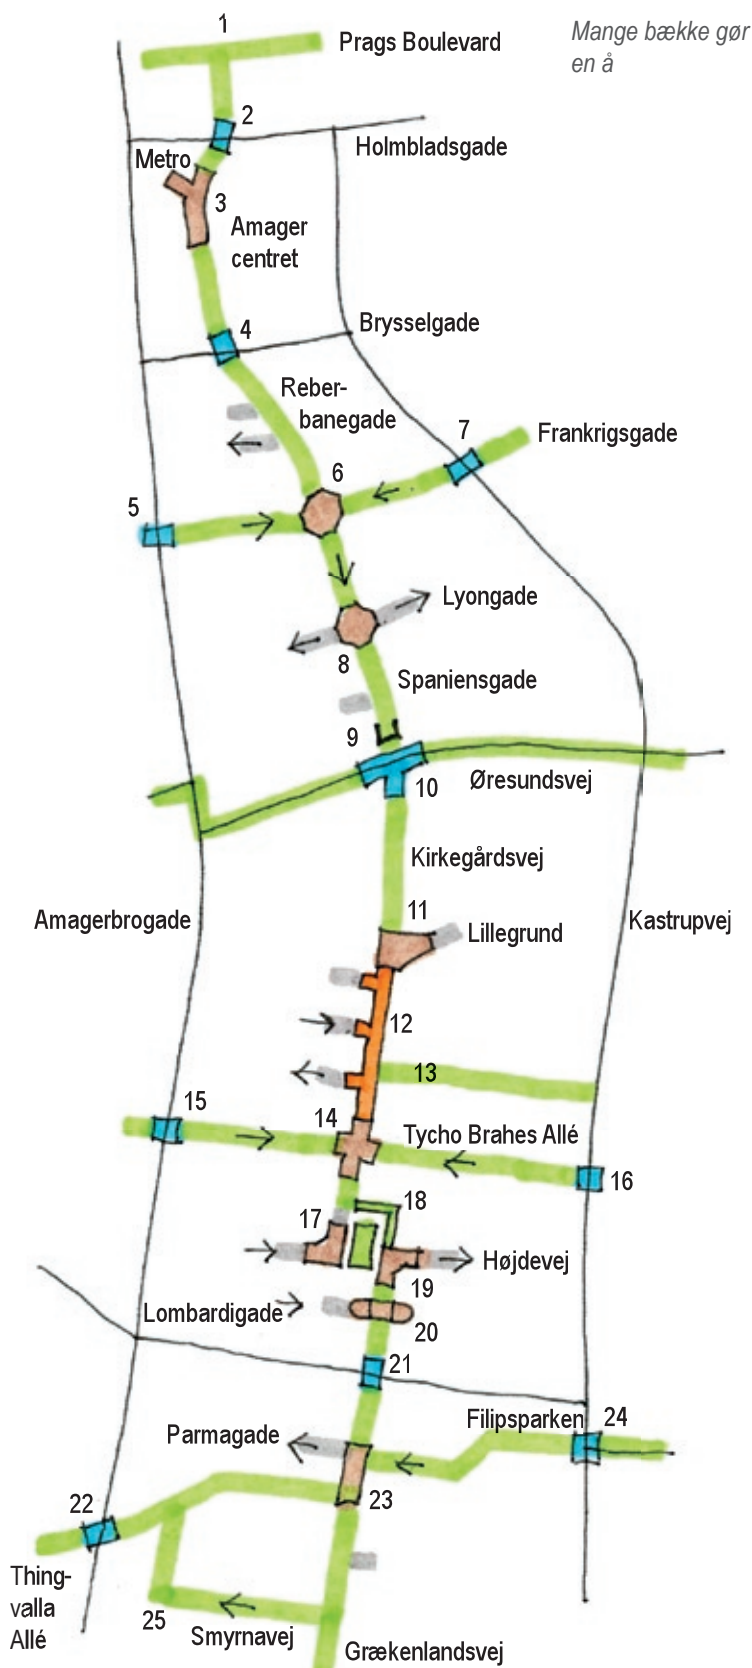 1
Prags Boulevard
Mange bække gør
en å
2
Holmbladsgade
Metro
3
Amager
centret
4
Brysselgade
Reber-
banegade
7
Frankrigsgade
6
5
Lyongade
8
Spaniensgade
9
10
Øresundsvej
Kirkegårdsvej
11
Amagerbrogade
Lillegrund
Kastrupvej
12
13
15
14
Tycho Brahes Allé
16
18
17
Højdevej
19
Lombardigade
20
21
Filipsparken
24
Parmagade
23
22
Thing-
valla
Allé
25
Smyrnavej
Grækenlandsvej